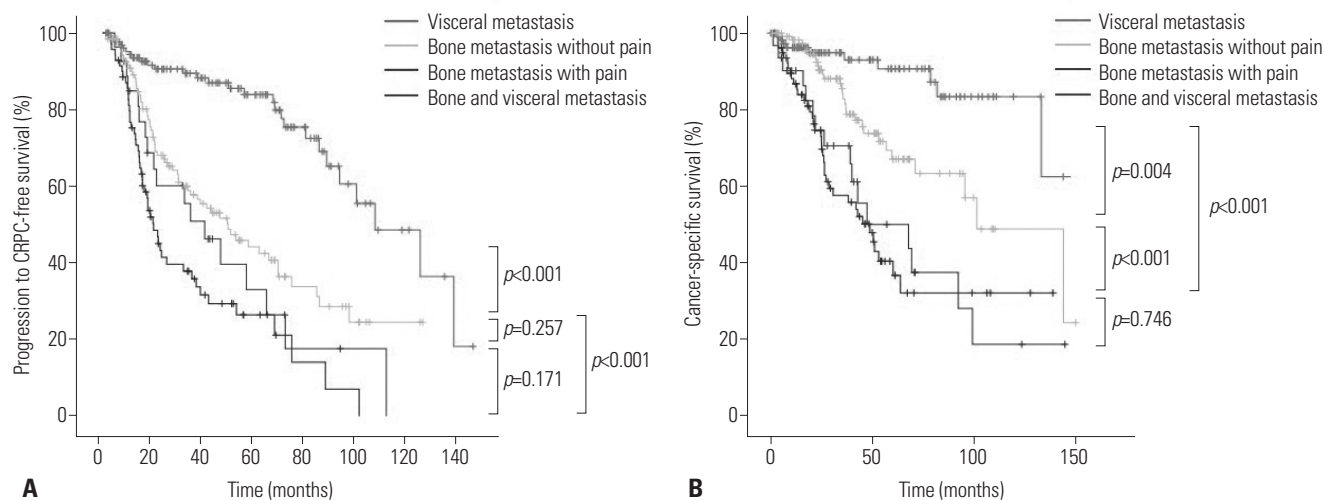 Visceral metastasis
Bone metastasis without pain
Bone metastasis with pain
Bone and visceral metastasis
Progression to CRPC-free survival (%)
100
80
60
40
20
0
p<0.001
p=0.257
p=0.171
p<0.001
0 20 40 60 80 100 120 140
Time (months)
A
Visceral metastasis
Bone metastasis without pain
Bone metastasis with pain
Bone and visceral metastasis
Cancer-specific survival (%)
100
80
60
40
20
0
p=0.004
p<0.001
p=0.746
p<0.001
0 50 100 150
Time (months)
B